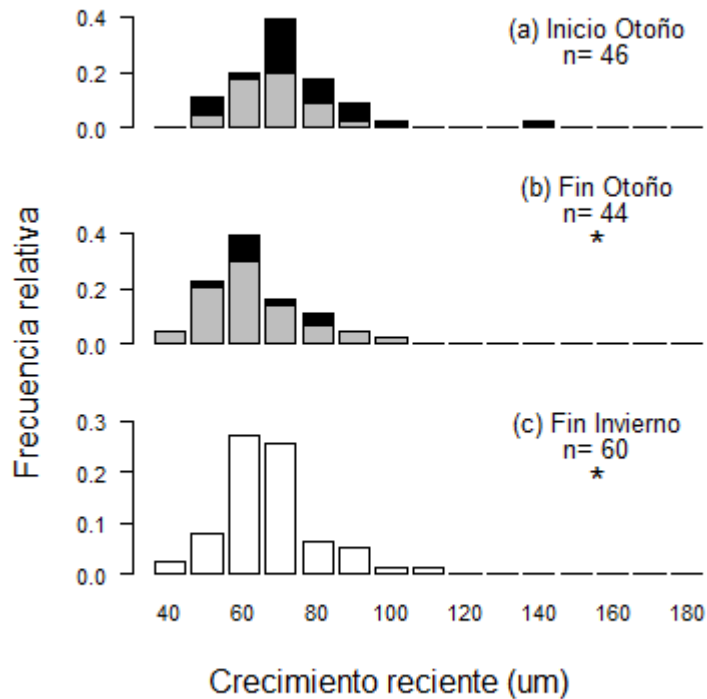 Frecuencia relativa
(a) Inicio Otoño
n= 46
0.4
0.2
0.0
(b) Fin Otoño
n= 44
*
0.4
0.2
0.0
(c) Fin Invierno
n= 60
*
0.3
0.2
0.1
0.0
40 60 80 100 120 140 160 180
Crecimiento reciente (um)